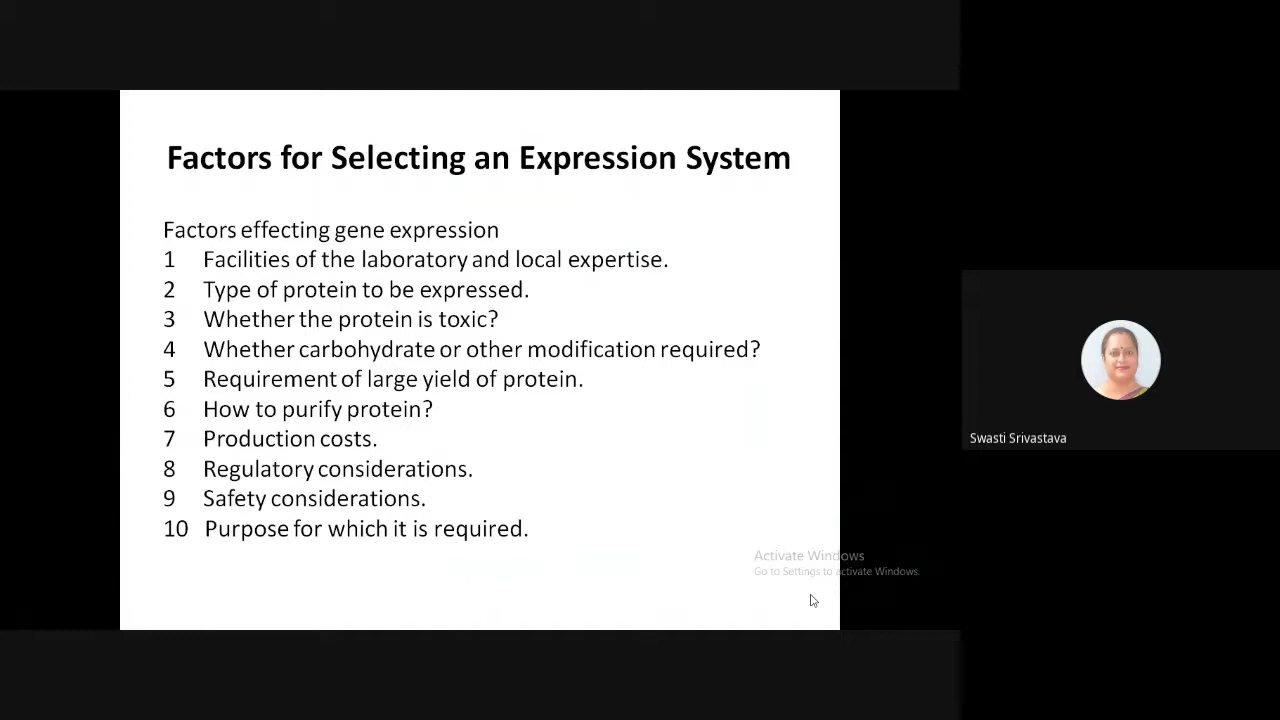 Factors for Selecting an Expression System
Factors effecting gene expression
1 Facilities of the laboratory and local expertise.
2 Type of protein to be expressed.
3 Whether the protein is toxic?
4 Whether carbohydrate or other modification required?
5 Requirement of large yield of protein.
6 How to purify protein?
7 Production costs.
8 Regulatory considerations.
9 Safety considerations.
10 Purpose for which it is required.
Activate Windows
Go to Settings to activate Windows.
Swasti Srivastava